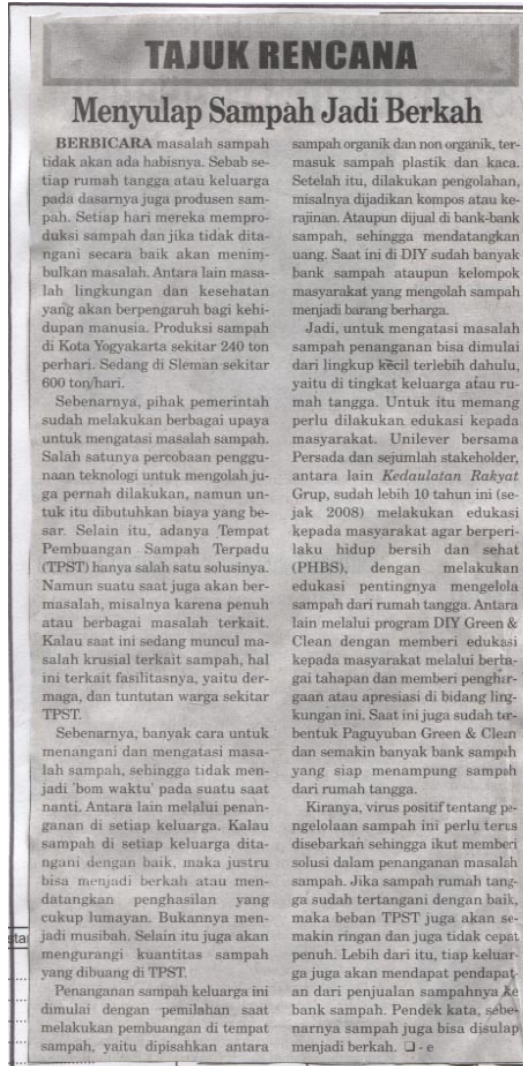 TAJUK RENCANA
Menyulap Sampah Jadi Berkah
BERBICARA masalah sampah
tidak akan ada habisnya. Sebab se-
tiap rumah tangga atau keluarga
pada dasarnya juga produsen sam-
pah. Setiap hari mereka mempro-
duksi sampah dan jika tidak dita-
ngani secara baik akan menim-
bulkan masalah. Antara lain masa-
lah lingkungan dan kesehatan
yang akan berpengaruh bagi kehi-
dupan manusia. Produksi sampah
di Kota Yogyakarta sekitar 240 ton
perhari. Sedang di Sleman sekitar
600 ton/hari.
Sebenarnya, pihak pemerintah
sudah melakukan berbagai upaya
untuk mengatasi masalah sampah.
Salah satunya percobaan penggu-
naan teknologi untuk mengolah ju-
ga pernah dilakukan, namun un-
tuk itu dibutuhkan biaya yang be-
sar. Selain itu, adanya Tempat
Pembuangan Sampah Terpadu
(TPST) hanya salah satu solusinya.
Namun suatu saat juga akan ber-
masalah, misalnya karena penuh
atau berbagai masalah terkait.
Kalau saat ini sedang muncul ma-
salah krusial terkait sampah, hal
ini terkait fasilitasnya, yaitu der-
maga, dan tuntutan warga sekitar
TPST.
Sebenarnya, banyak cara untuk
menangani dan mengatasi masa-
lah sampah, sehingga tidak men-
jadi 'bom waktu' pada suatu saat
nanti. Antara lain melalui penan-
ganan di setiap keluarga. Kalau
sampah di setiap keluarga dita-
ngani dengan baik, maka justru
bisa menjadi berkah atau men-
datangkan penghasilan yang
cukup lumayan. Bukannya men-
jadi musibah. Selain itu juga akan
mengurangi kuantitas sampah
yang dibuang di TPST.
Penanganan sampah keluarga ini
dimulai dengan pemilahan saat
melakukan pembuangan di tempat
sampah, yaitu dipisahkan antara
sampah organik dan non organik, ter-
masuk sampah plastik dan kaca.
Setelah itu, dilakukan pengolahan,
misalnya dijadikan kompos atau ke-
rajinan. Ataupun dijual di bank-bank
sampah, sehingga mendatangkan
uang. Saat ini di DIY sudah banyak
bank sampah ataupun kelompok
masyarakat yang mengolah sampah
menjadi barang berharga.
Jadi, untuk mengatasi masalah
sampah penanganan bisa dimulai
dari lingkup kecil terlebih dahulu,
yaitu di tingkat keluarga atau ru-
mah tangga. Untuk itu memang
perlu dilakukan edukasi kepada
masyarakat. Unilever bersama
Persada dan sejumlah stakeholder,
antara lain Kedaulatan Rakyat
Grup, sudah lebih 10 tahun ini (se-
jak 2008) melakukan edukasi
kepada masyarakat agar berperi-
laku hidup bersih dan sehat
(PHBS), dengan melakukan
edukasi pentingnya mengelola
sampah dari rumah tangga. Antara
lain melalui program DIY Green &
Clean dengan memberi edukasi
kepada masyarakat melalui berba-
gai tahapan dan memberi penghar-
gaan atau apresiasi di bidang ling-
kungan ini. Saat ini juga sudah ter-
bentuk Paguyuban Green & Clean
dan semakin banyak bank sampah
yang siap menampung sampah
dari rumah tangga.
Kiranya, virus positif tentang pe-
ngelolaan sampah ini perlu terus
disebarkan sehingga ikut memberi
solusi dalam penanganan masalah
sampah. Jika sampah rumah tang-
ga sudah tertangani dengan baik,
maka beban TPST juga akan se-
makin ringan dan juga tidak cepat
penuh. Lebih dari itu, tiap keluar-
ga juga akan mendapat pendapat-
an dari penjualan sampahnya ke
bank sampah. Pendek kata, sebe-
narnya sampah juga bisa disulap
menjadi berkah. ❑ - e